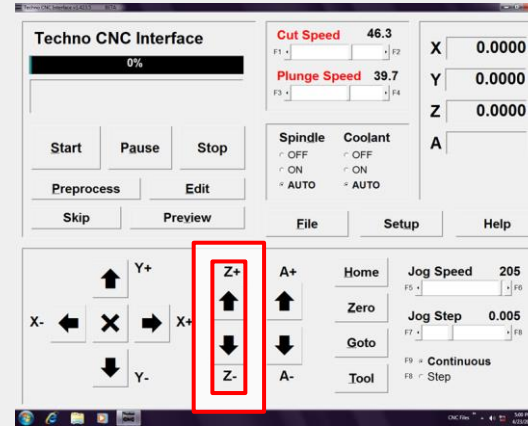 Techno CNC Interface
0%
Start Pause Stop
Preprocess Edit
Skip Preview
Cut Speed 46.3
F1 F2
Plunge Speed 39.7
F3 F4
Spindle Coolant
OFF OFF
ON ON
AUTO AUTO
X 0.0000
Y 0.0000
Z 0.0000
A
File Setup Help
Y+
X- X+
Y-
Z+ A+
Z- A-
Home
Zero
Goto
Tool
Jog Speed 205
F5 F6
Jog Step 0.005
F7 F8
F9 Continuous
F8 Step
CNC Files